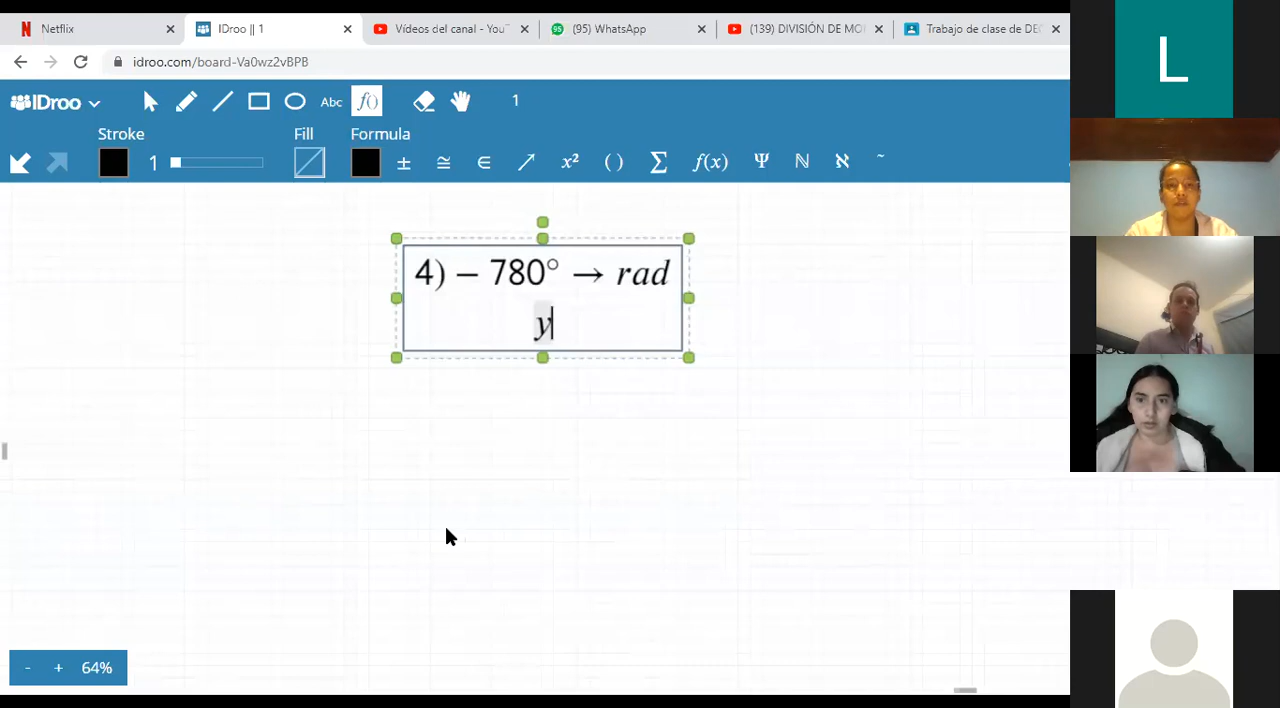 Netflix
IDroo || 1
Vídeos del canal - You
(95) WhatsApp
(139) DIVISIÓN DE MO
Trabajo de clase de DE
idroo.com/board-Va0wz2vBPB
IDroo
Abc
f()
1
Stroke
Fill
Formula
1
± ≅ ∈ x² ( ) Σ f(x) Ψ ℕ ℵ ~
4) − 780° → rad
y
- + 64%
L